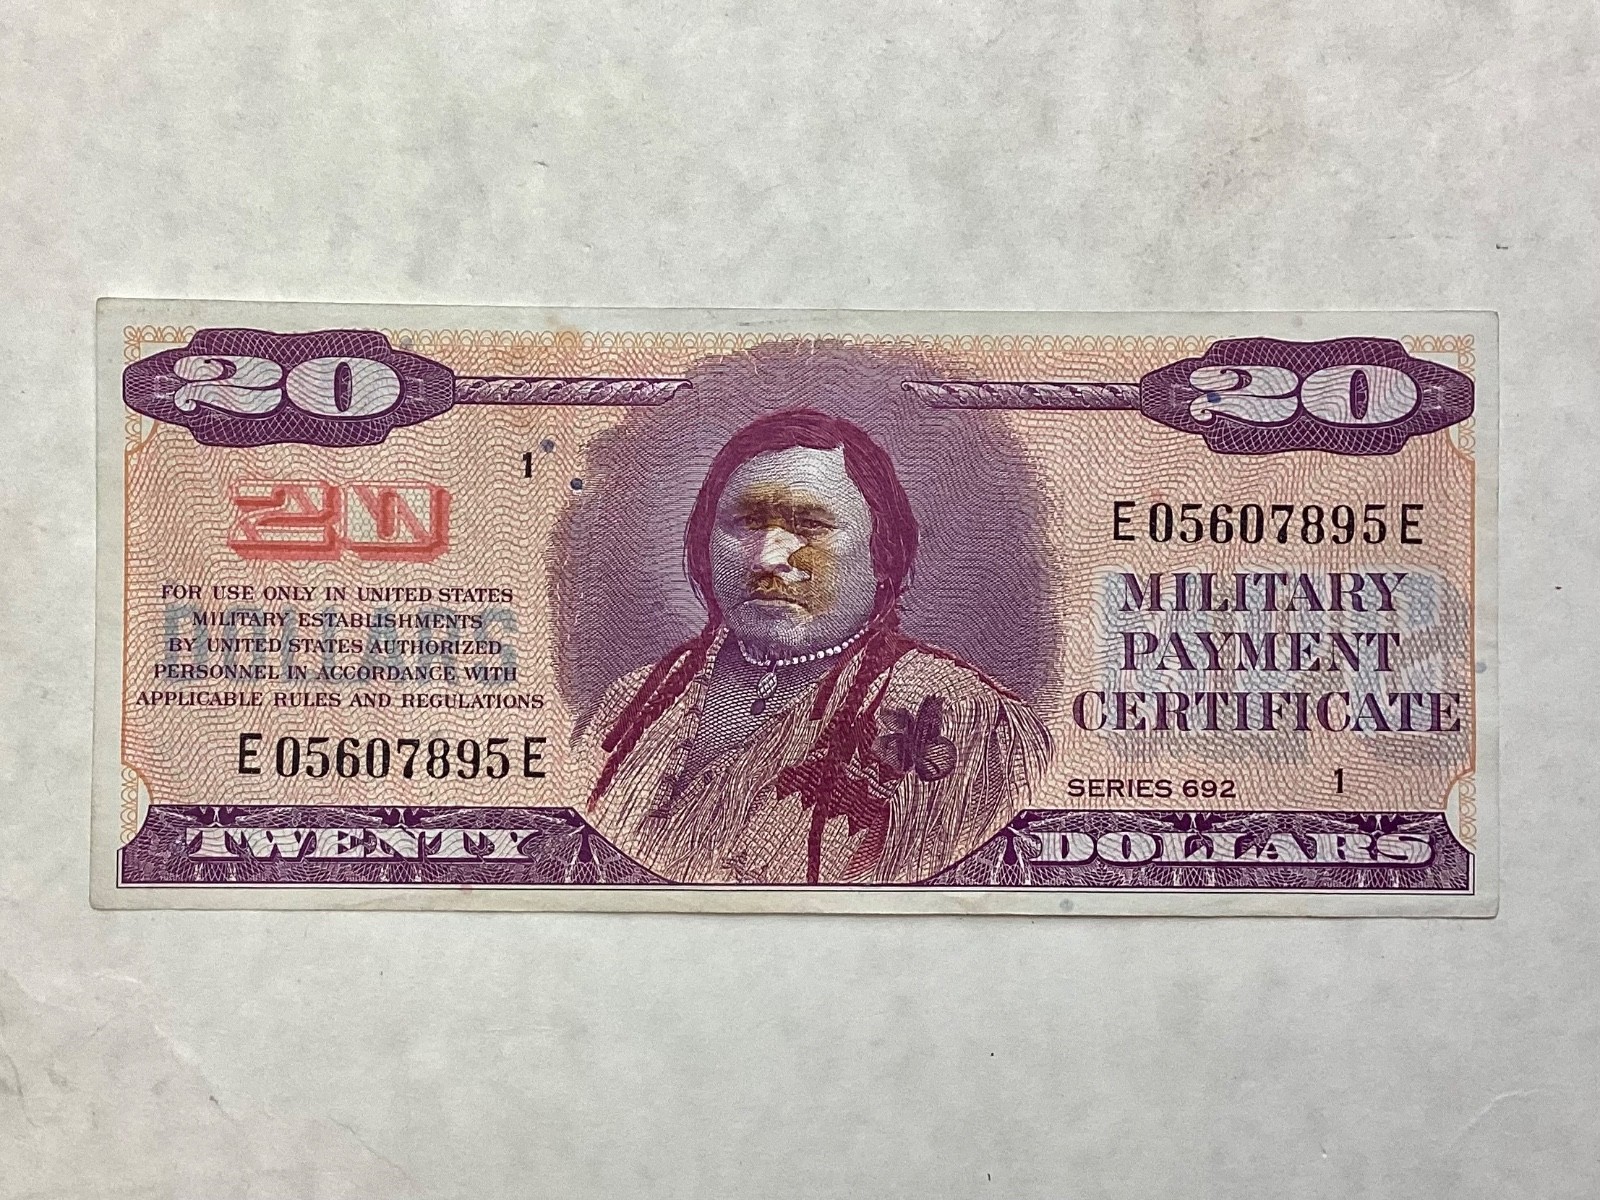 20
20
1
20
E05607895E
FOR USE ONLY IN UNITED STATES
MILITARY ESTABLISHMENTS
BY UNITED STATES AUTHORIZED
PERSONNEL IN ACCORDANCE WITH
APPLICABLE RULES AND REGULATIONS
DOLLARS
E05607895E
MILITARY
PAYMENT
CERTIFICATE
SERIES 692
1
TWENTY
DOLLARS